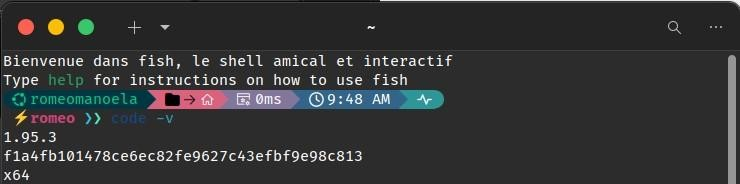 ~
Bienvenue dans fish, le shell amical et interactif
Type help for instructions on how to use fish
romeomanoela 0ms 9:48 AM
romeo ❯❯ code -v
1.95.3
f1a4fb101478ce6ec82fe9627c43efbf9e98c813
x64